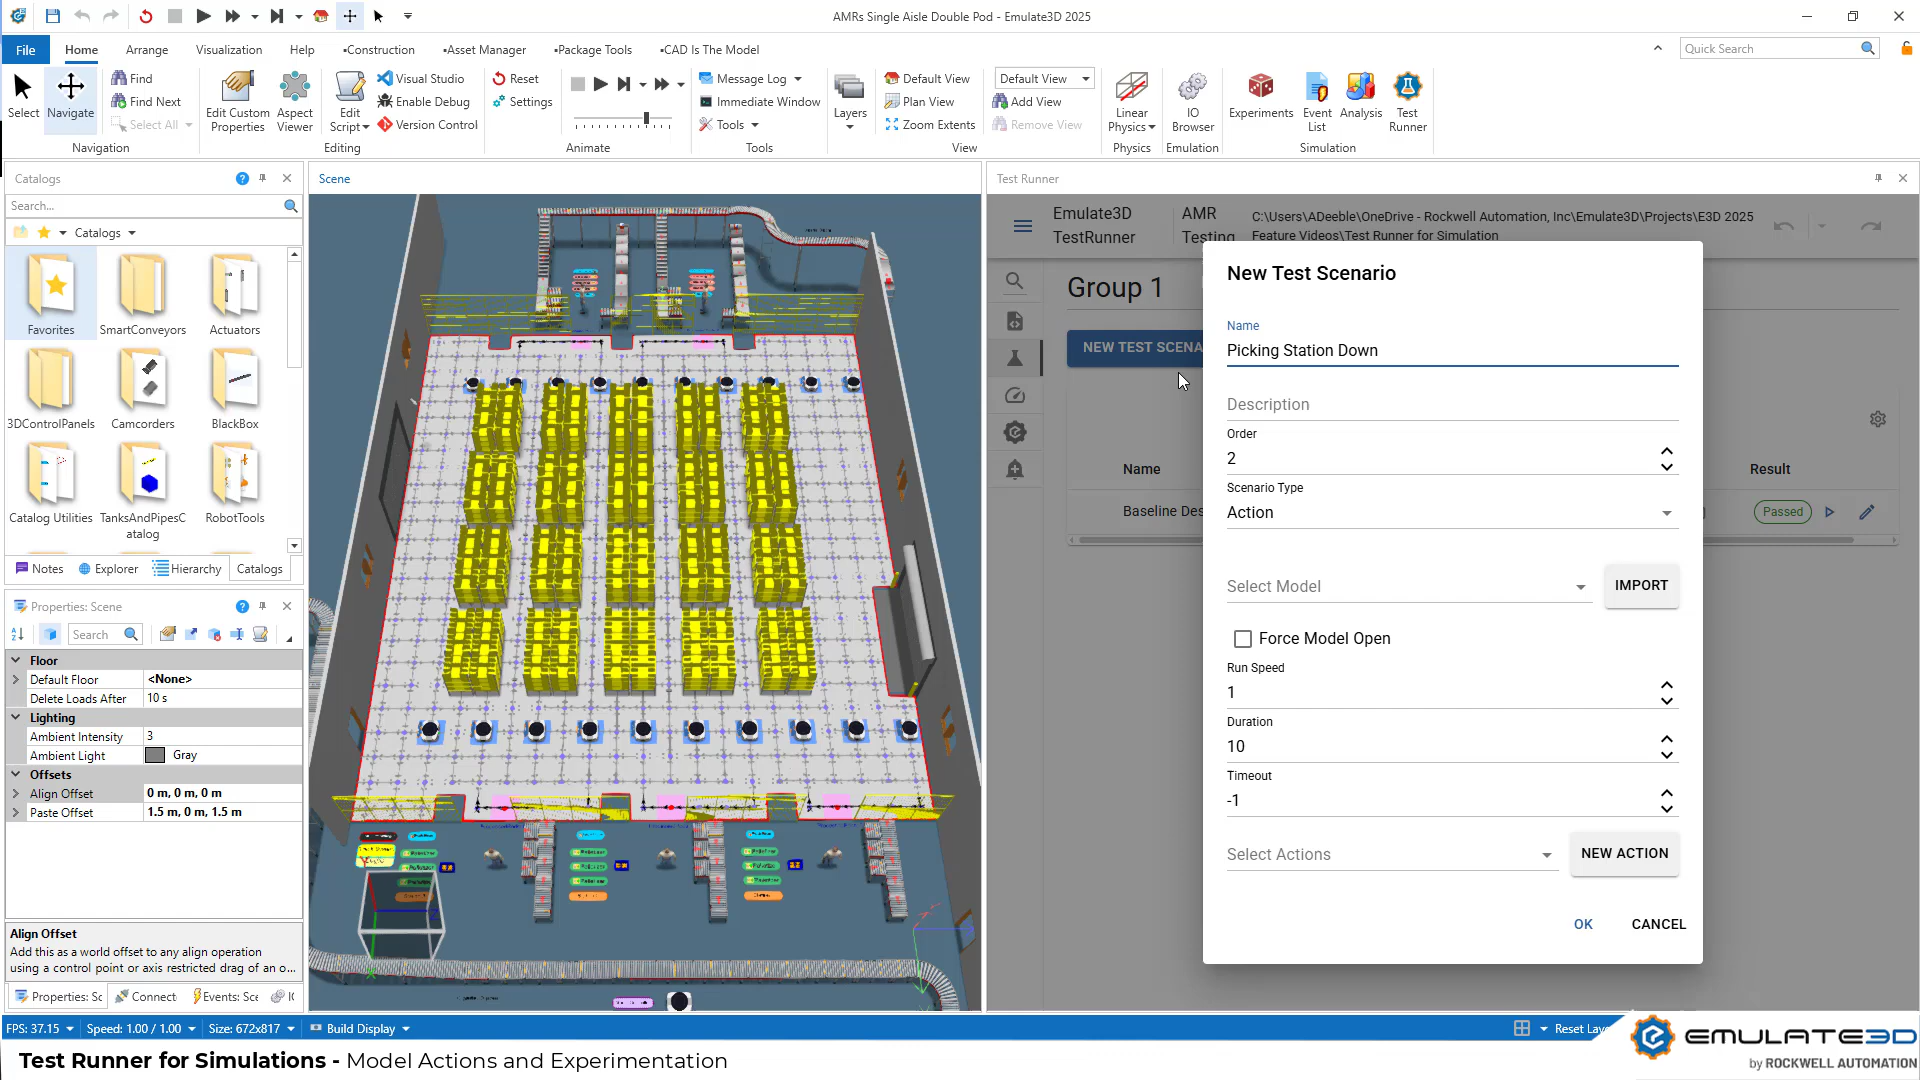 AMRs Single Aisle Double Pod - Emulate3D 2025
File
Home
Arrange
Visualization
Help
•Construction
•Asset Manager
•Package Tools
•CAD Is The Model
Quick Search
Select
Navigate
Find
Find Next
Select All
Navigation
Edit Custom
Properties
Aspect
Viewer
Edit
Script
Visual Studio
Enable Debug
Version Control
Editing
Reset
Settings
Animate
Message Log
Immediate Window
Tools
Tools
Layers
Default View
Plan View
Zoom Extents
Default View
Add View
Remove View
View
Linear
Physics
Physics
IO
Browser
Emulation
Experiments
Event
List
Analysis
Test
Runner
Simulation
Catalogs
Search...
Catalogs
Favorites
SmartConveyors
Actuators
3DControlPanels
Camcorders
BlackBox
Catalog Utilities
TanksAndPipesC
atalog
RobotTools
Notes
Explorer
Hierarchy
Catalogs
Properties: Scene
Search
Floor
Default Floor <None>
Delete Loads After 10 s
Lighting
Ambient Intensity 3
Ambient Light Gray
Offsets
Align Offset 0 m, 0 m, 0 m
Paste Offset 1.5 m, 0 m, 1.5 m
Align Offset
Add this as a world offset to any align operation
using a control point or axis restricted drag of an o...
Properties: Sc
Connect
Events: Sce
Scene
Test Runner
Emulate3D
TestRunner
AMR
Testing
C:\Users\ADeeble\OneDrive - Rockwell Automation, Inc\Emulate3D\Projects\E3D 2025
Feature Videos\Test Runner for Simulation
Group 1
NEW TEST SCENA
Name
Result
Baseline Des
Passed
New Test Scenario
Name
Picking Station Down
Description
Order
2
Scenario Type
Action
Select Model
IMPORT
Force Model Open
Run Speed
1
Duration
10
Timeout
-1
Select Actions
NEW ACTION
OK
CANCEL
FPS: 37.15
Speed: 1.00 / 1.00
Size: 672x817
Build Display
Reset Layo
Test Runner for Simulations - Model Actions and Experimentation
EMULATE3D
by ROCKWELL AUTOMATION